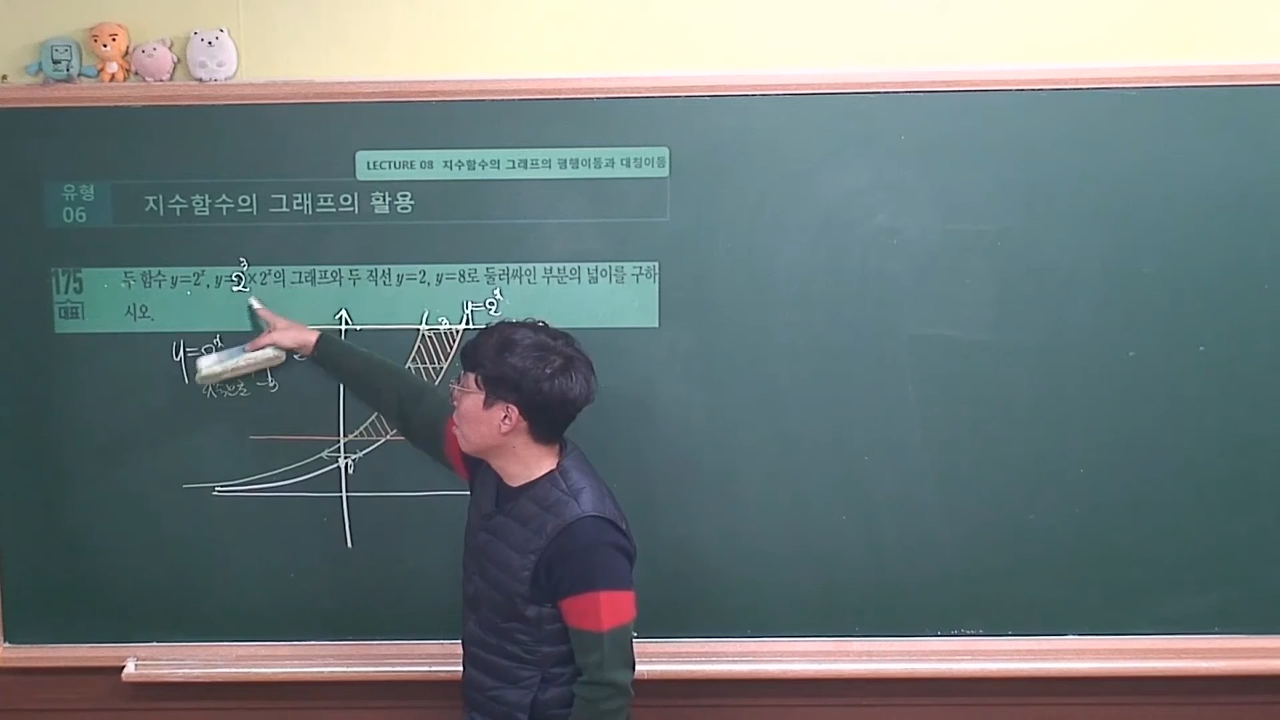 LECTURE 08 지수함수의 그래프의 평행이동과 대칭이동
유형
06
지수함수의 그래프의 활용
175
대표
두 함수 y=2ˣ, y=2³×2ˣ의 그래프와 두 직선 y=2, y=8로 둘러싸인 부분의 넓이를 구하
시오.
y=2ˣ
3
y=
-3